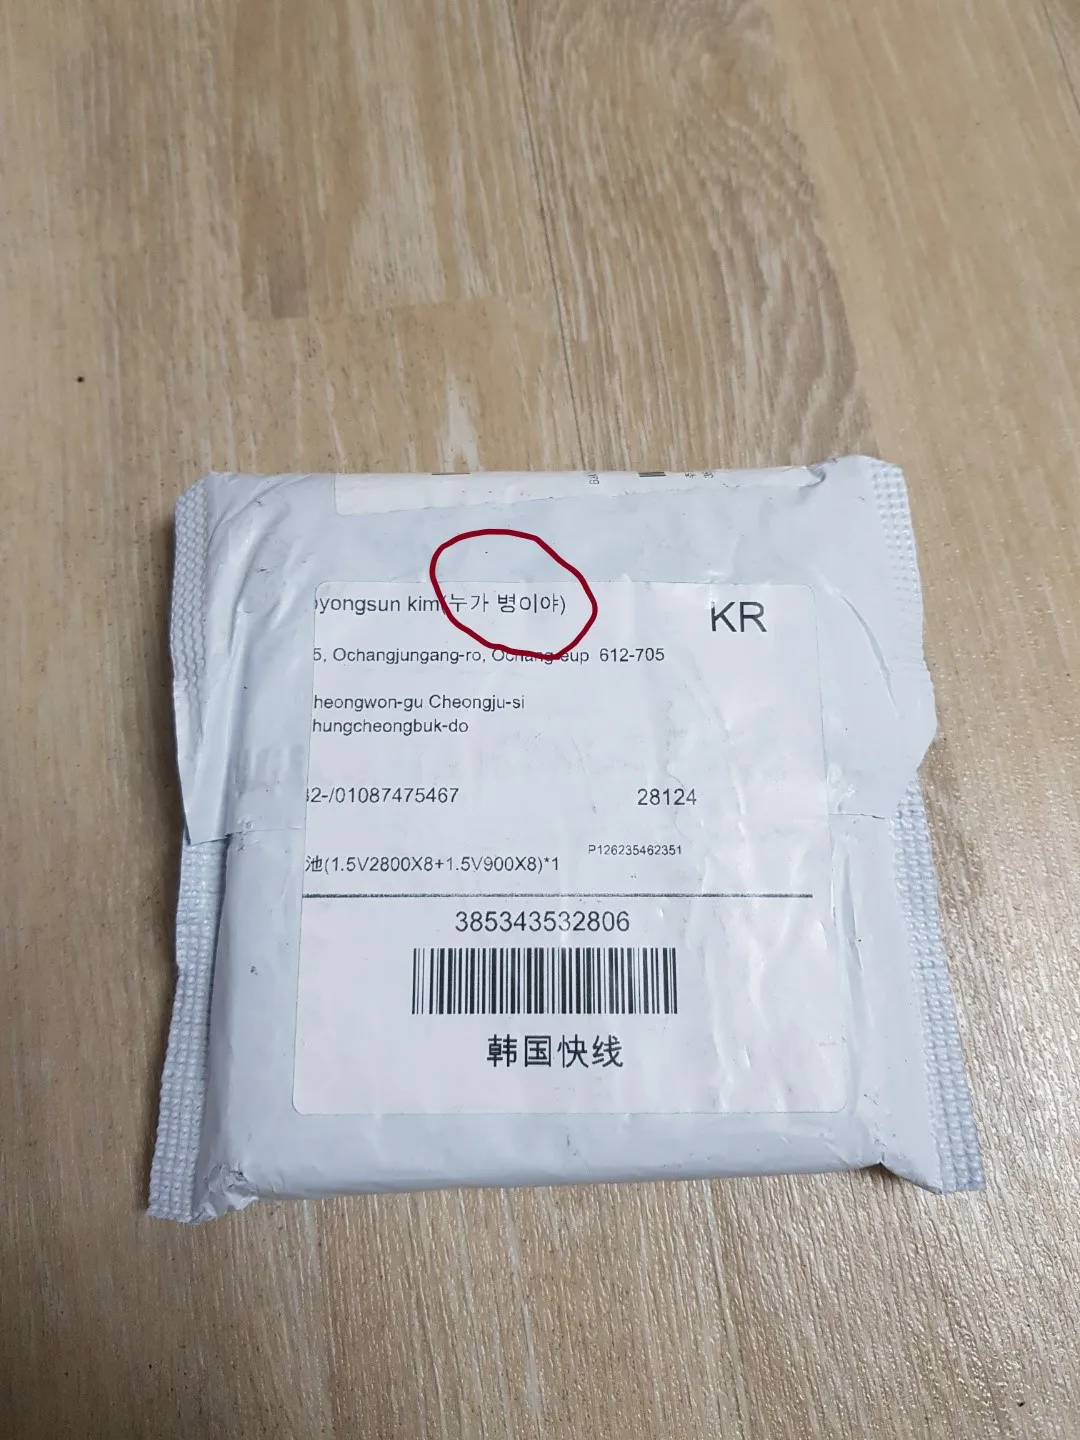 yongsun kim(누가 병이야)
KR
5, Ochangjungang-ro, Ochang-eup 612-705
heongwon-gu Cheongju-si
hungcheongbuk-do
82-/01087475467
28124
池(1.5V2800X8+1.5V900X8)*1
P126235462351
385343532806
韩国快线